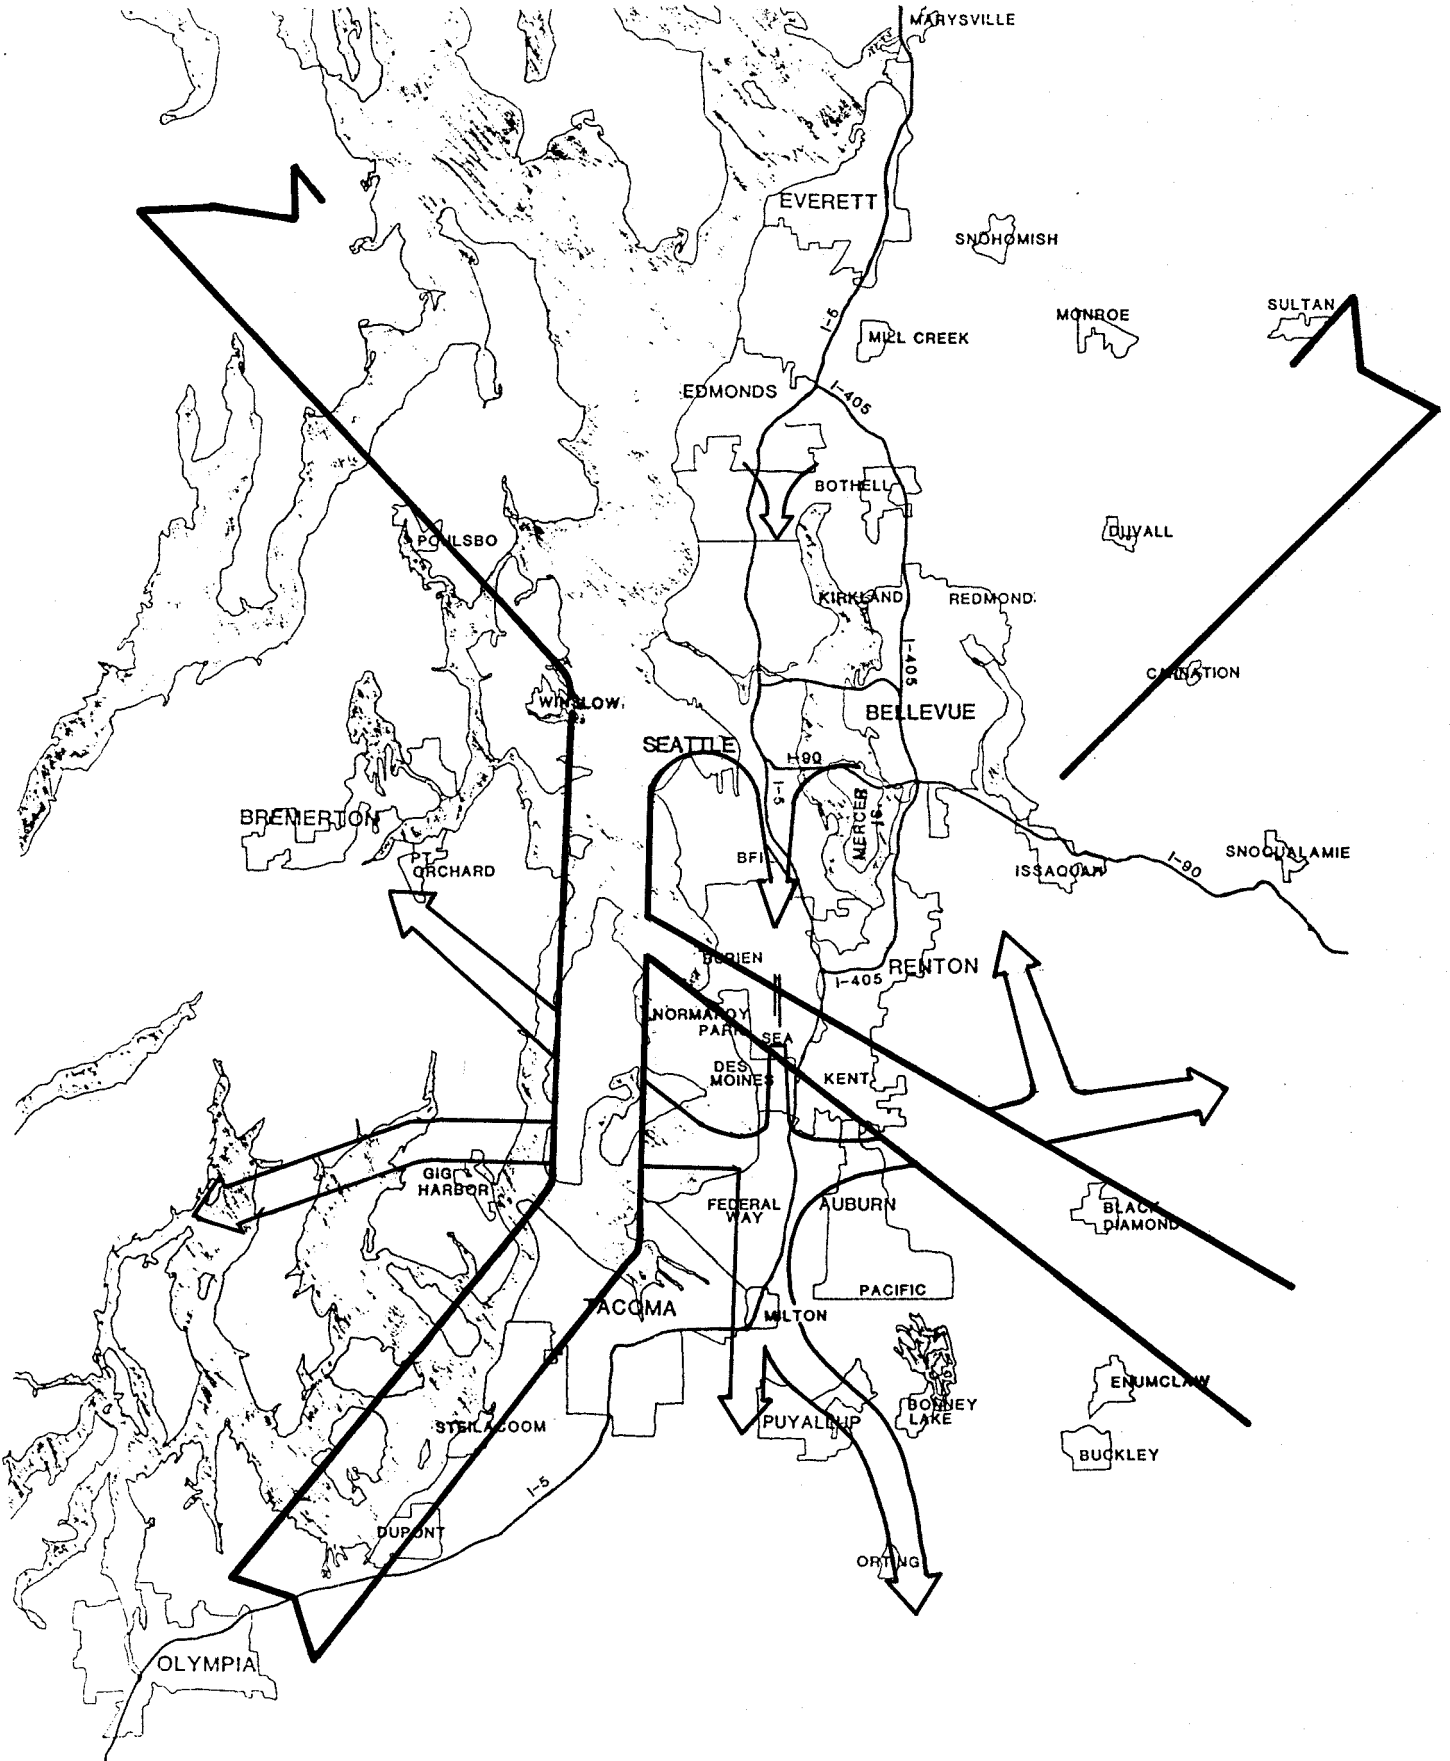 MARYSVILLE
EVERETT
SNOHOMISH
SULTAN
MONROE
I-5
MILL CREEK
EDMONDS
I-405
BOTHELL
DUVALL
POULSBO
KIRKLAND
REDMOND
I-405
CARNATION
WINSLOW
BELLEVUE
SEATTLE
I-90
I-5
MERCER
IS
BREMERTON
PT.
ORCHARD
BFI
ISSAQUAH
I-90
SNOQUALAMIE
BURIEN
RENTON
I-405
NORMANDY
PARK
SEA
DES
MOINES
KENT
GIG
HARBOR
FEDERAL
WAY
AUBURN
BLACK
DIAMOND
PACIFIC
TACOMA
MILTON
ENUMCLAW
BONNEY
LAKE
PUYALLUP
STEILACOOM
BUCKLEY
I-5
DUPONT
ORTING
OLYMPIA